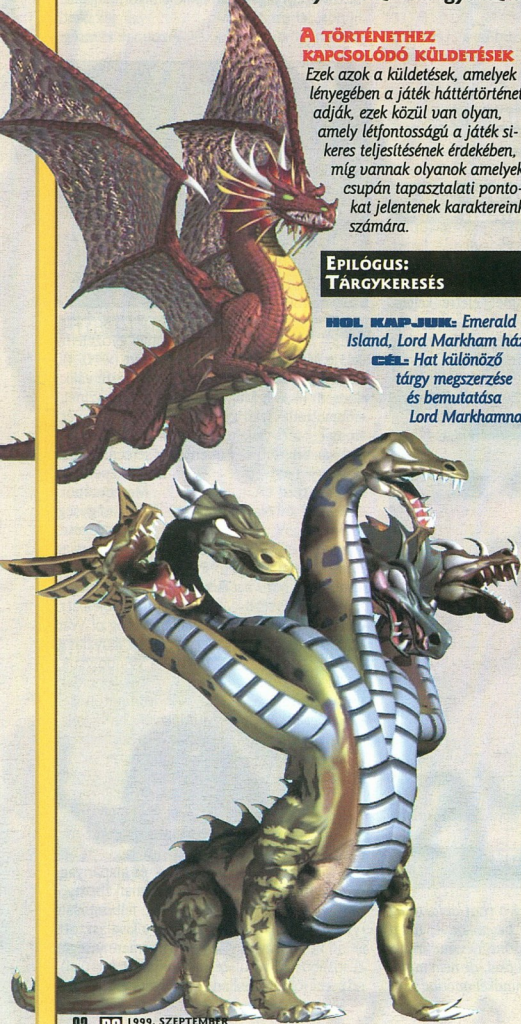 A TÖRTÉNETHEZ
KAPCSOLÓDÓ KÜLDETÉSEK
Ezek azok a küldetések, amelyek
lényegében a játék háttértörténet
adják, ezek közül van olyan,
amely létfontosságú a játék si-
keres teljesítésének érdekében,
míg vannak olyanok amelyek
csupán tapasztalati ponto-
kat jelentenek karaktereink
számára.
EPILÓGUS:
TÁRGYKERESÉS
HOL KAPJUK: Emerald
Island, Lord Markham ház
CÉL: Hat különböző
tárgy megszerzése
és bemutatása
Lord Markhamna
1999. SZEPTEMBER